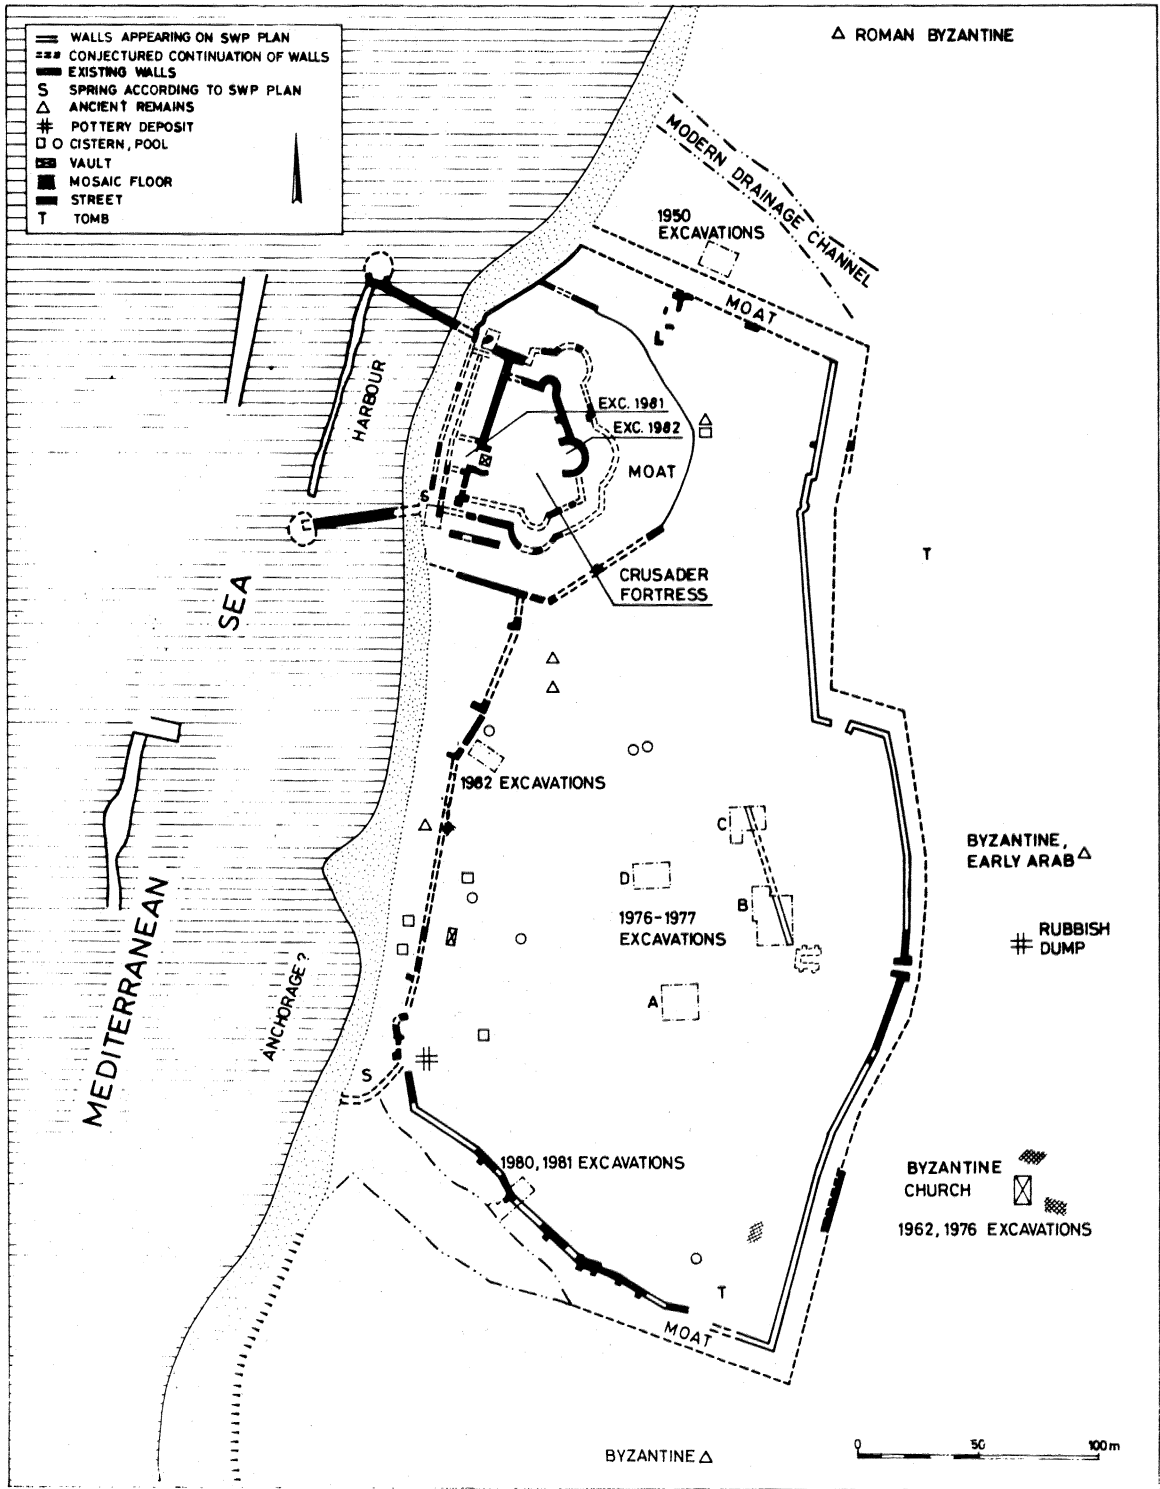 WALLS APPEARING ON SWP PLAN
CONJECTURED CONTINUATION OF WALLS
EXISTING WALLS
S SPRING ACCORDING TO SWP PLAN
ANCIENT REMAINS
POTTERY DEPOSIT
CISTERN, POOL
VAULT
MOSAIC FLOOR
STREET
T TOMB
ROMAN BYZANTINE
MODERN DRAINAGE CHANNEL
1950
EXCAVATIONS
MOAT
HARBOUR
EXC. 1981
EXC. 1982
MOAT
S
CRUSADER
FORTRESS
T
SEA
1982 EXCAVATIONS
C
D
B
1976-1977
EXCAVATIONS
A
BYZANTINE,
EARLY ARAB
RUBBISH
DUMP
MEDITERRANEAN
ANCHORAGE?
S
1980, 1981 EXCAVATIONS
BYZANTINE
CHURCH
1962, 1976 EXCAVATIONS
T
MOAT
BYZANTINE
0 50 100 m